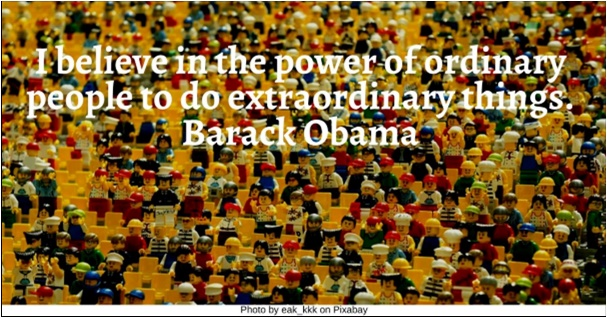 I believe in the power of ordinary
people to do extraordinary things.
Barack Obama
Photo by eak_kkk on Pixabay